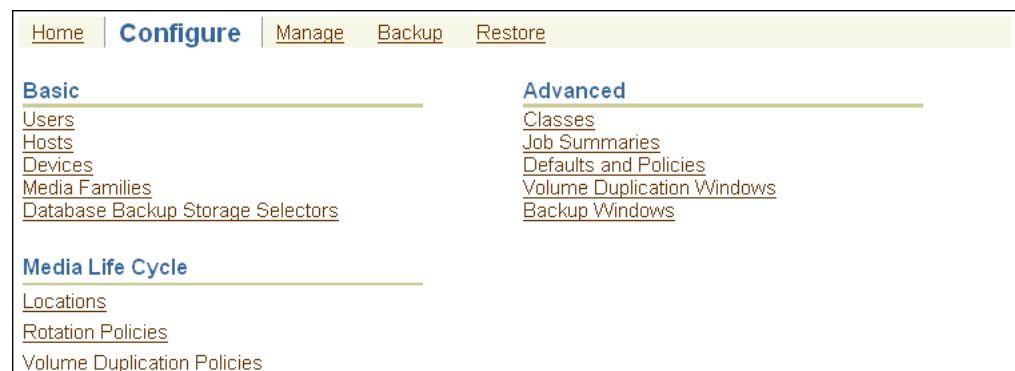 Home Configure Manage Backup Restore
Basic
Users
Hosts
Devices
Media Families
Database Backup Storage Selectors
Advanced
Classes
Job Summaries
Defaults and Policies
Volume Duplication Windows
Backup Windows
Media Life Cycle
Locations
Rotation Policies
Volume Duplication Policies